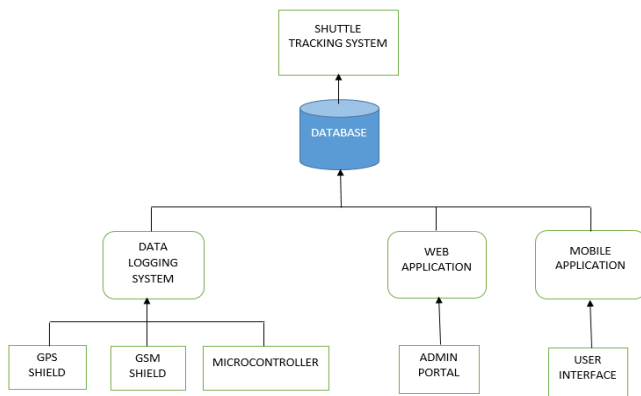 SHUTTLE
TRACKING SYSTEM
DATABASE
DATA
LOGGING
SYSTEM
WEB
APPLICATION
MOBILE
APPLICATION
GPS
SHIELD
GSM
SHIELD
MICROCONTROLLER
ADMIN
PORTAL
USER
INTERFACE